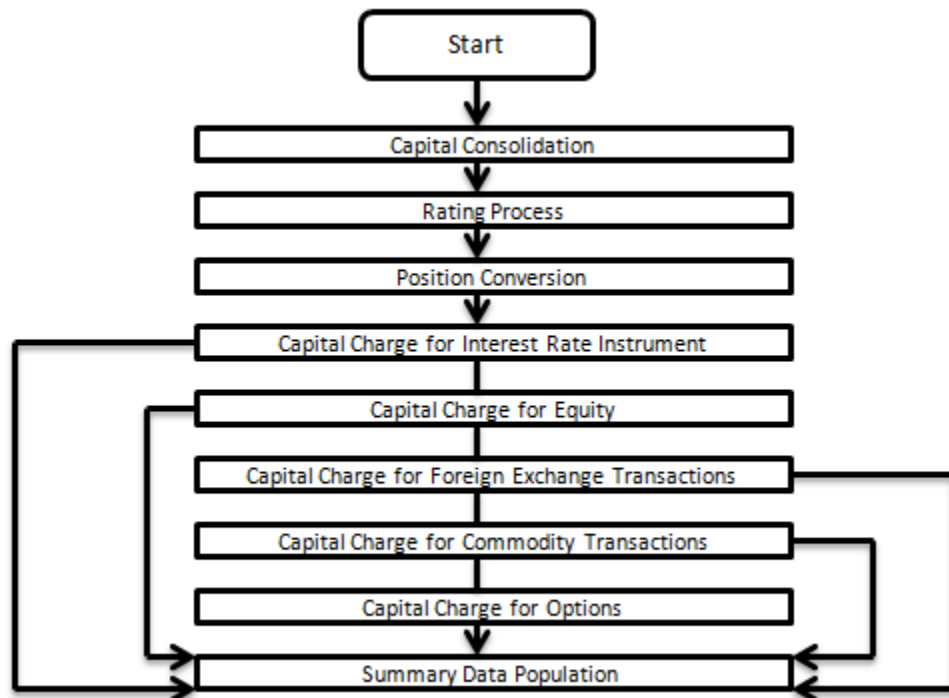 Start
Capital Consolidation
Rating Process
Position Conversion
Capital Charge for Interest Rate Instrument
Capital Charge for Equity
Capital Charge for Foreign Exchange Transactions
Capital Charge for Commodity Transactions
Capital Charge for Options
Summary Data Population